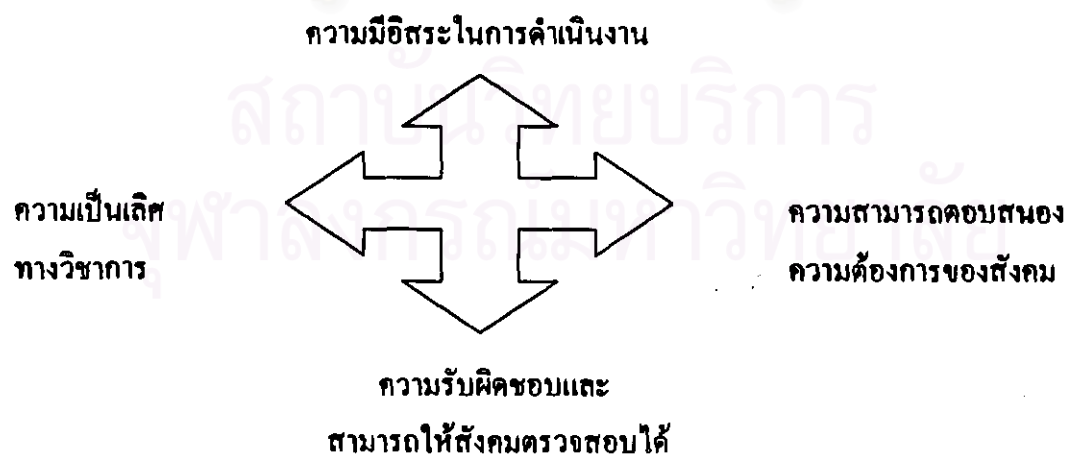 ความมีอิสระในการดำเนินงาน
สถาบันวิทยบริการ
ความเป็นเลิศ
ทางวิชาการ
จุฬาลงกรณ์มหาวิทยาลัย
ความสามารถตอบสนอง
ความต้องการของสังคม
ความรับผิดชอบและ
สามารถให้สังคมตรวจสอบได้